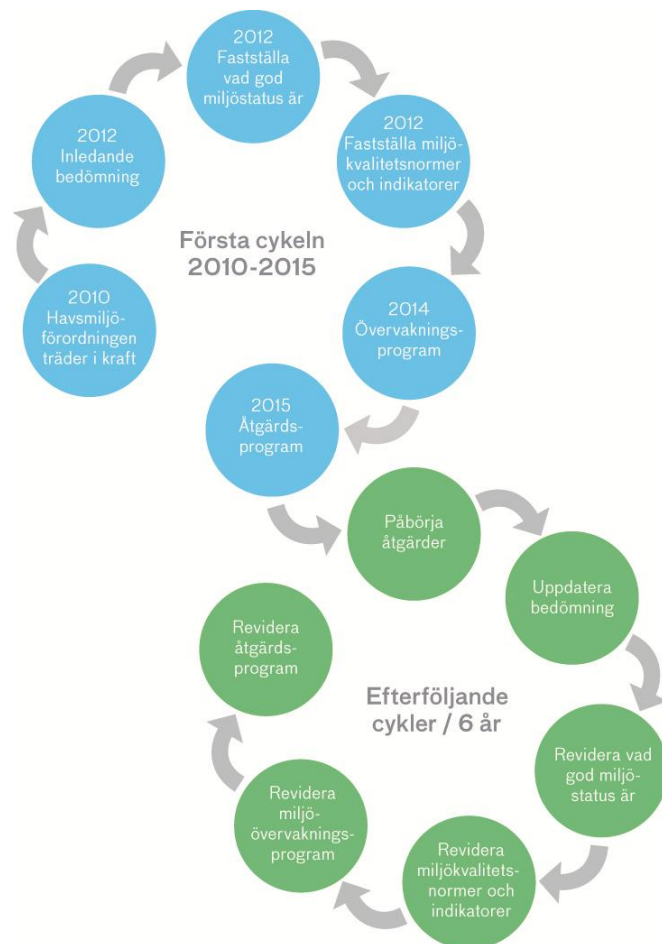 2010
Havsmiljö-
förordningen
träder i kraft
2012
Inledande
bedömning
2012
Fastställa
vad god
miljöstatus är
2012
Fastställa miljö-
kvalitetsnormer
och indikatorer
Första cykeln
2010-2015
2014
Övervaknings-
program
2015
Åtgärds-
program
Påbörja
åtgärder
Uppdatera
bedömning
Revidera vad
god miljö-
status är
Revidera
miljökvalitets-
normer och
indikatorer
Revidera
miljö-
övervaknings-
program
Revidera
åtgärds-
program
Efterföljande
cykler / 6 år